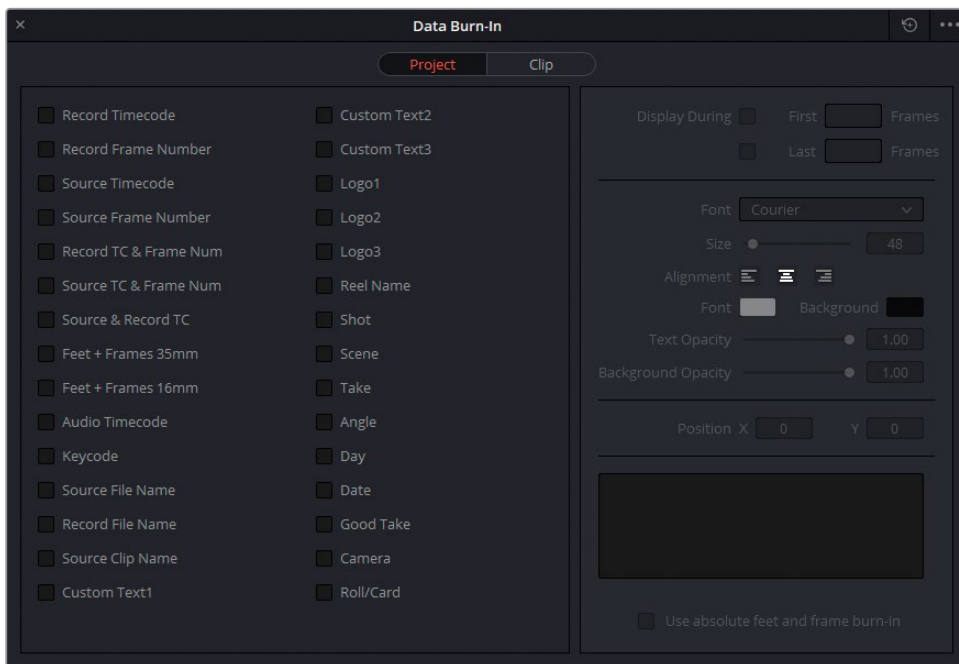 Data Burn-In
Project
Clip
Record Timecode
Record Frame Number
Source Timecode
Source Frame Number
Record TC & Frame Num
Source TC & Frame Num
Source & Record TC
Feet + Frames 35mm
Feet + Frames 16mm
Audio Timecode
Keycode
Source File Name
Record File Name
Source Clip Name
Custom Text1
Custom Text2
Custom Text3
Logo1
Logo2
Logo3
Reel Name
Shot
Scene
Take
Angle
Day
Date
Good Take
Camera
Roll/Card
Display During First Frames
Last Frames
Font Courier
Size 48
Alignment
Font Background
Text Opacity 1.00
Background Opacity 1.00
Position X 0 Y 0
Use absolute feet and frame burn-in